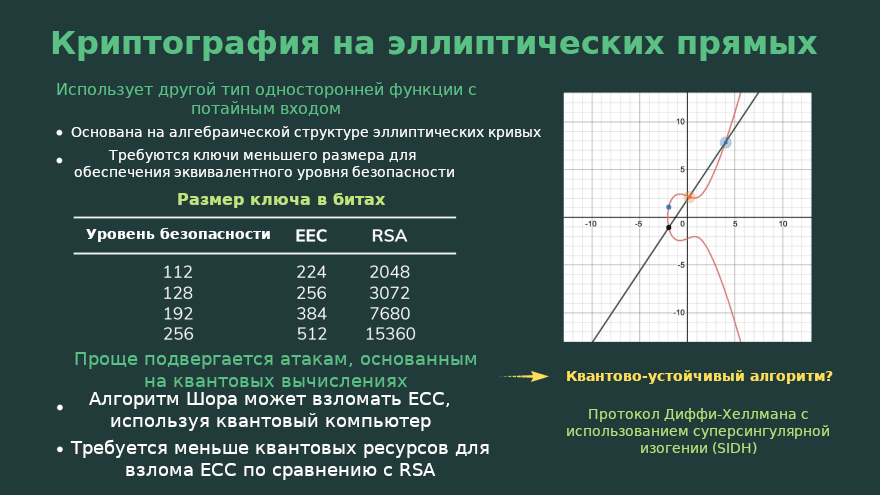 Криптография на эллиптических прямых
Использует другой тип односторонней функции с
потайным входом
• Основана на алгебраической структуре эллиптических кривых
• Требуются ключи меньшего размера для
обеспечения эквивалентного уровня безопасности
Размер ключа в битах
Уровень безопасности EEC RSA
112 224 2048
128 256 3072
192 384 7680
256 512 15360
Проще подвергается атакам, основанным
на квантовых вычислениях
• Алгоритм Шора может взломать ECC,
используя квантовый компьютер
• Требуется меньше квантовых ресурсов для
взлома ECC по сравнению с RSA
10
5
-10 -5 0 5 10
-5
-10
Квантово-устойчивый алгоритм?
Протокол Диффи-Хеллмана с
использованием суперсингулярной
изогении (SIDH)